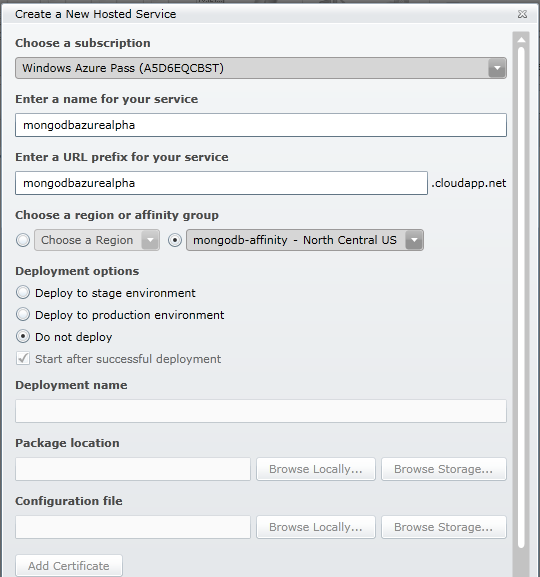 Create a New Hosted Service
Choose a subscription
Windows Azure Pass (A5D6EQCBST)
Enter a name for your service
mongodbazurealpha
Enter a URL prefix for your service
mongodbazurealpha .cloudapp.net
Choose a region or affinity group
Choose a Region mongodb-affinity - North Central US
Deployment options
Deploy to stage environment
Deploy to production environment
Do not deploy
Start after successful deployment
Deployment name
Package location
Browse Locally... Browse Storage...
Configuration file
Browse Locally... Browse Storage...
Add Certificate